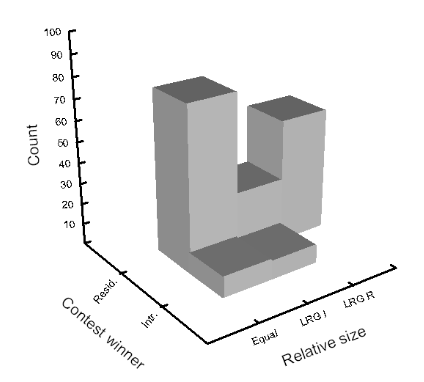 100
90
80
70
60
50
40
30
20
10
Count
Resid.
Intr.
Contest winner
Equal
LRG I
LRG R
Relative size